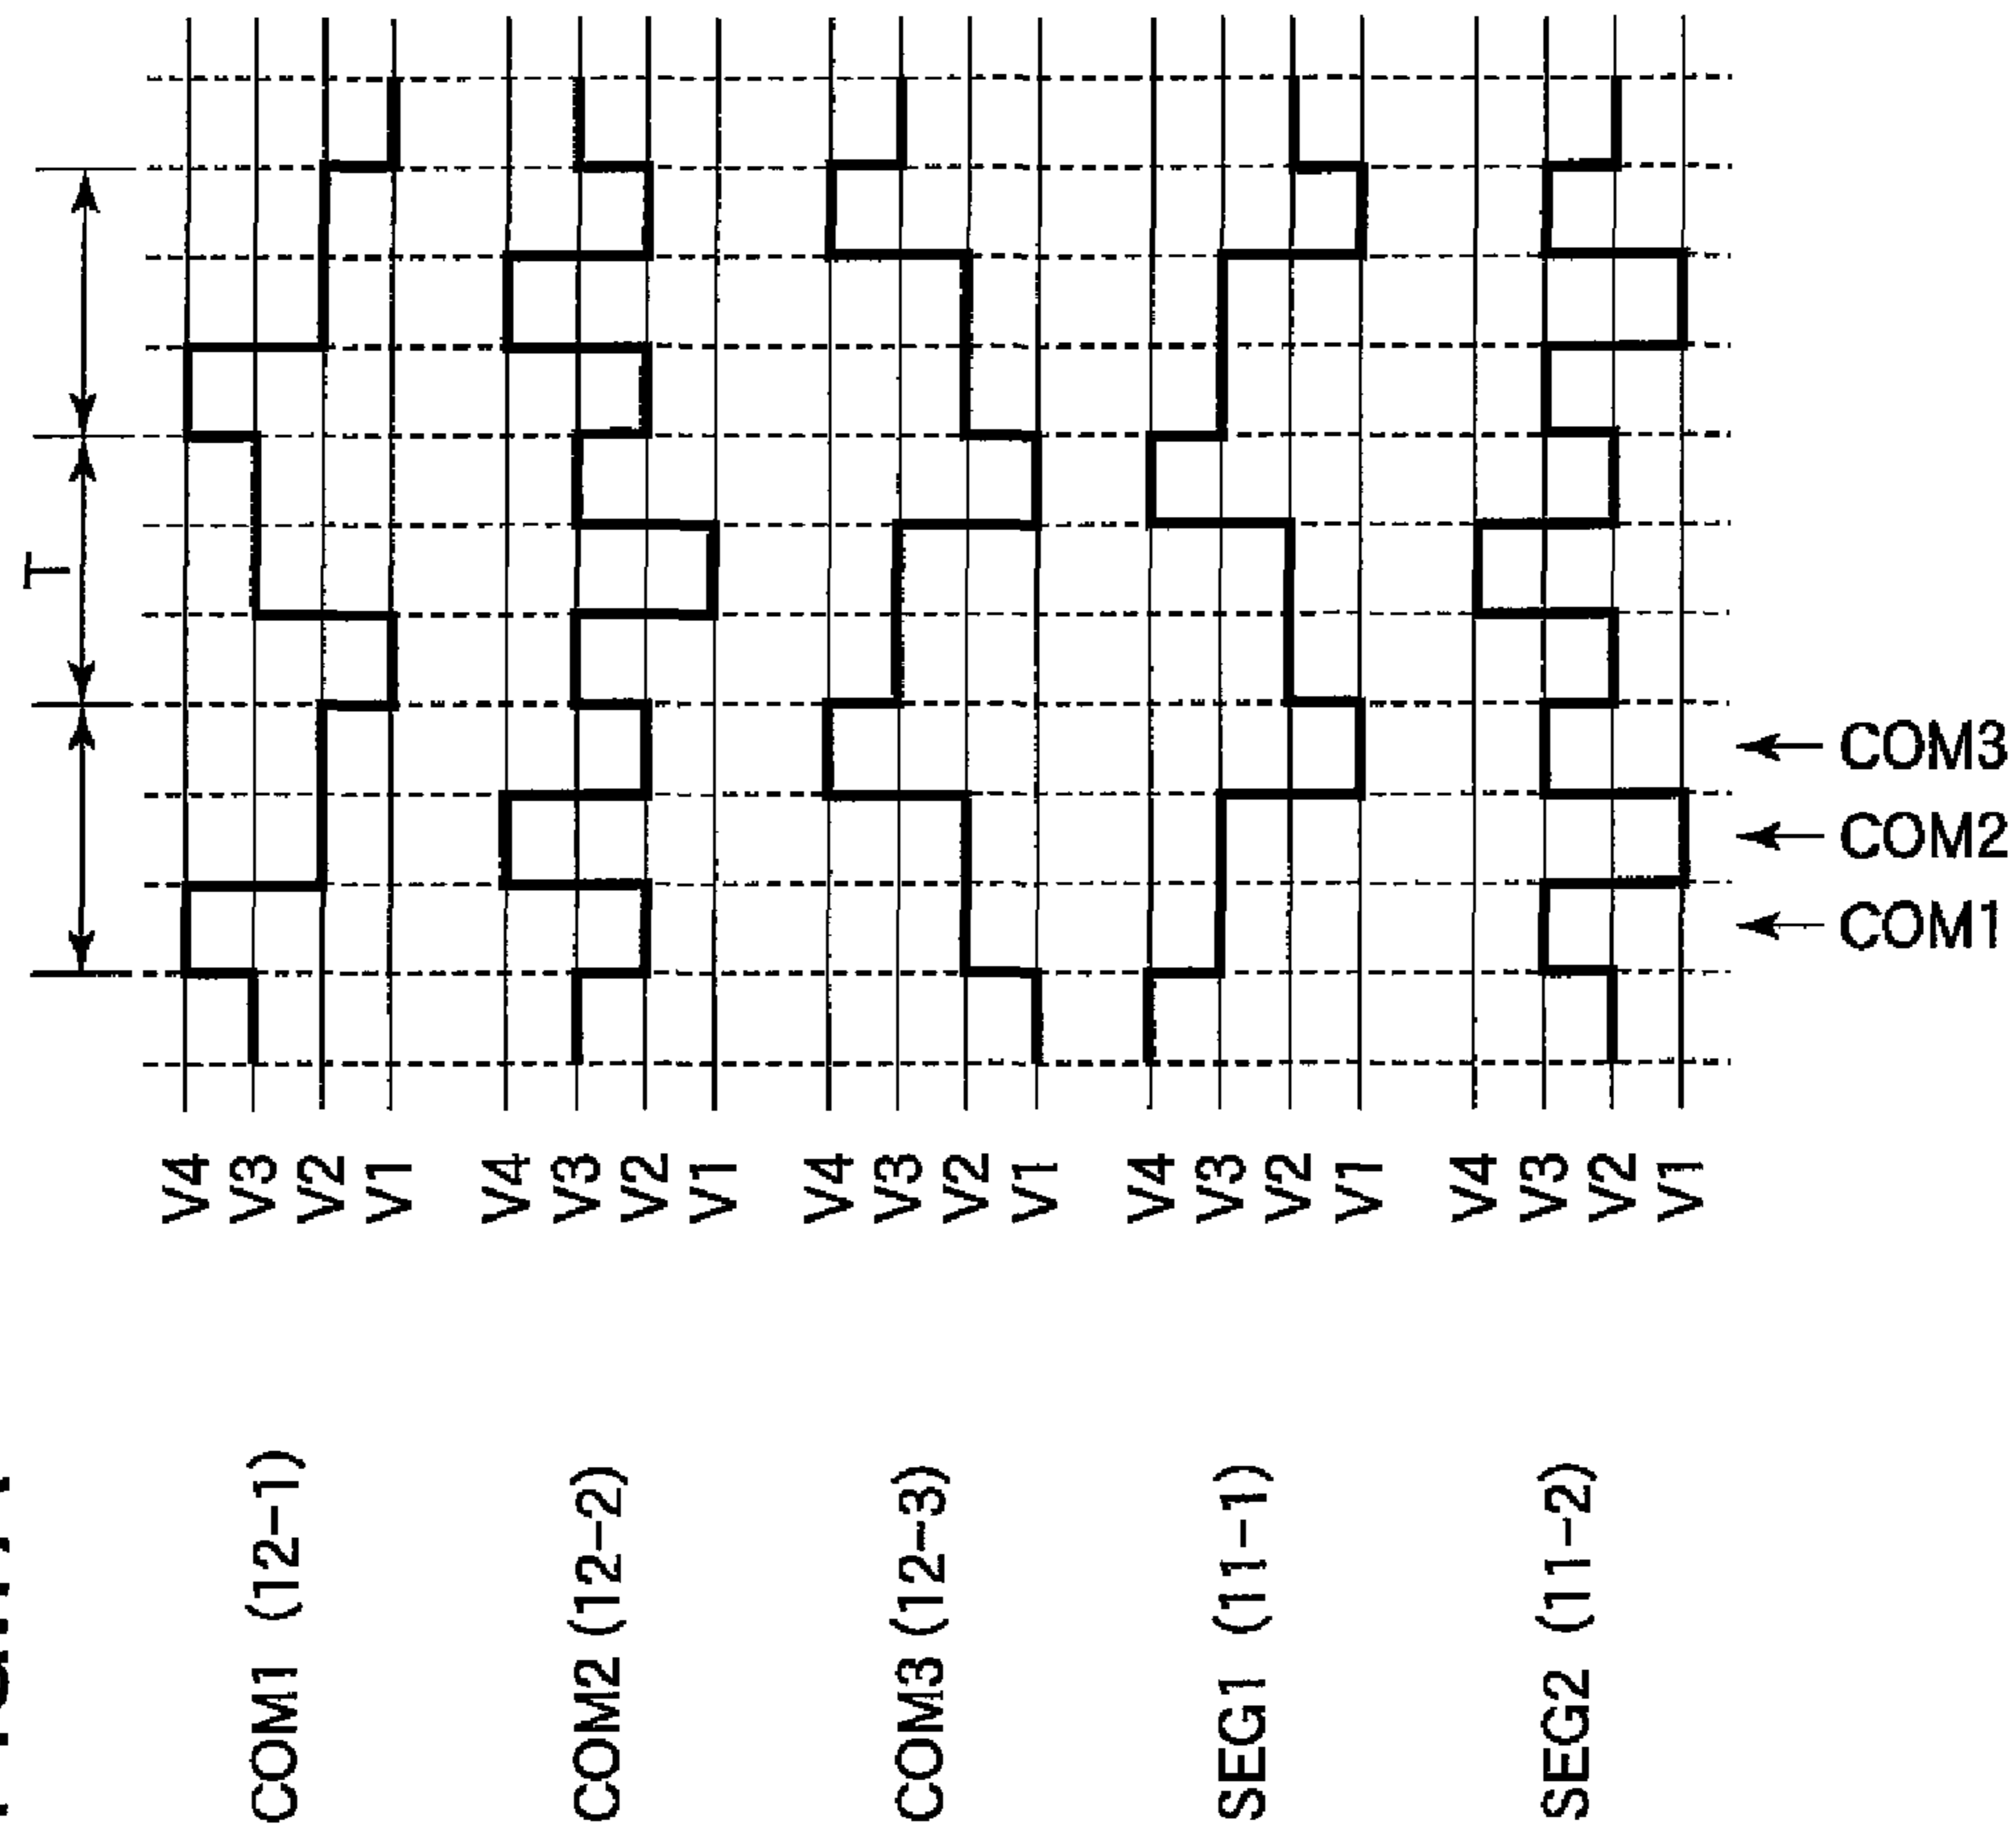 T
COM1 (12-1)
V4
V3
V2
V1
COM2 (12-2)
V4
V3
V2
V1
COM3 (12-3)
V4
V3
V2
V1
SEG1 (11-1)
V4
V3
V2
V1
SEG2 (11-2)
V4
V3
V2
V1
COM1
COM2
COM3